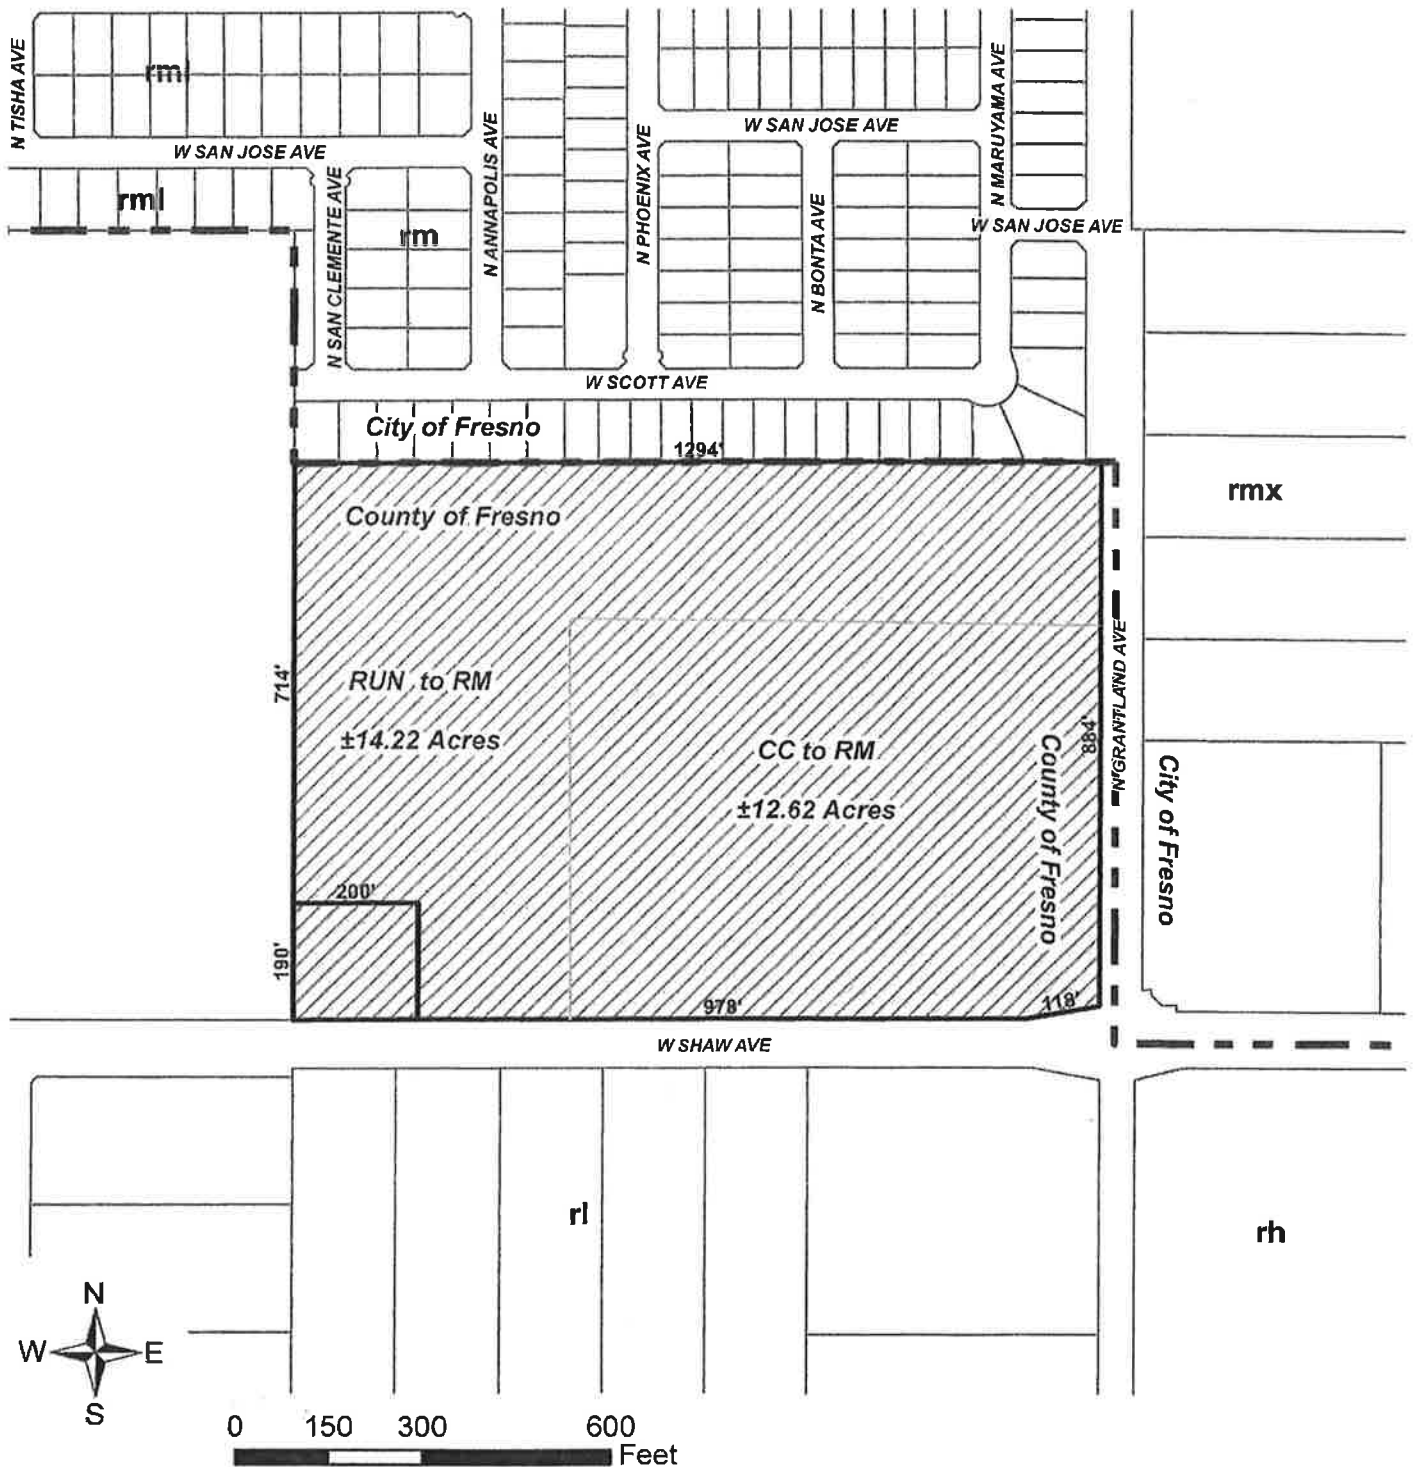 N TISHA AVE
rml
W SAN JOSE AVE
rml
N SAN CLEMENTE AVE
rm
N ANNAPOLIS AVE
N PHOENIX AVE
W SAN JOSE AVE
N BONTA AVE
N MARUYAMA AVE
W SAN JOSE AVE
W SCOTT AVE
City of Fresno
1294'
rmx
County of Fresno
714'
RUN to RM
±14.22 Acres
CC to RM
±12.62 Acres
County of Fresno
884'
N GRANTLAND AVE
City of Fresno
200'
190'
978'
118'
W SHAW AVE
rl
rh
N
W E
S
0 150 300 600
Feet